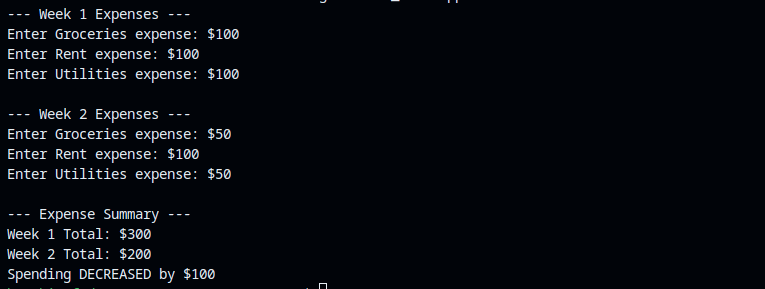 --- Week 1 Expenses ---
Enter Groceries expense: $100
Enter Rent expense: $100
Enter Utilities expense: $100
--- Week 2 Expenses ---
Enter Groceries expense: $50
Enter Rent expense: $100
Enter Utilities expense: $50
--- Expense Summary ---
Week 1 Total: $300
Week 2 Total: $200
Spending DECREASED by $100